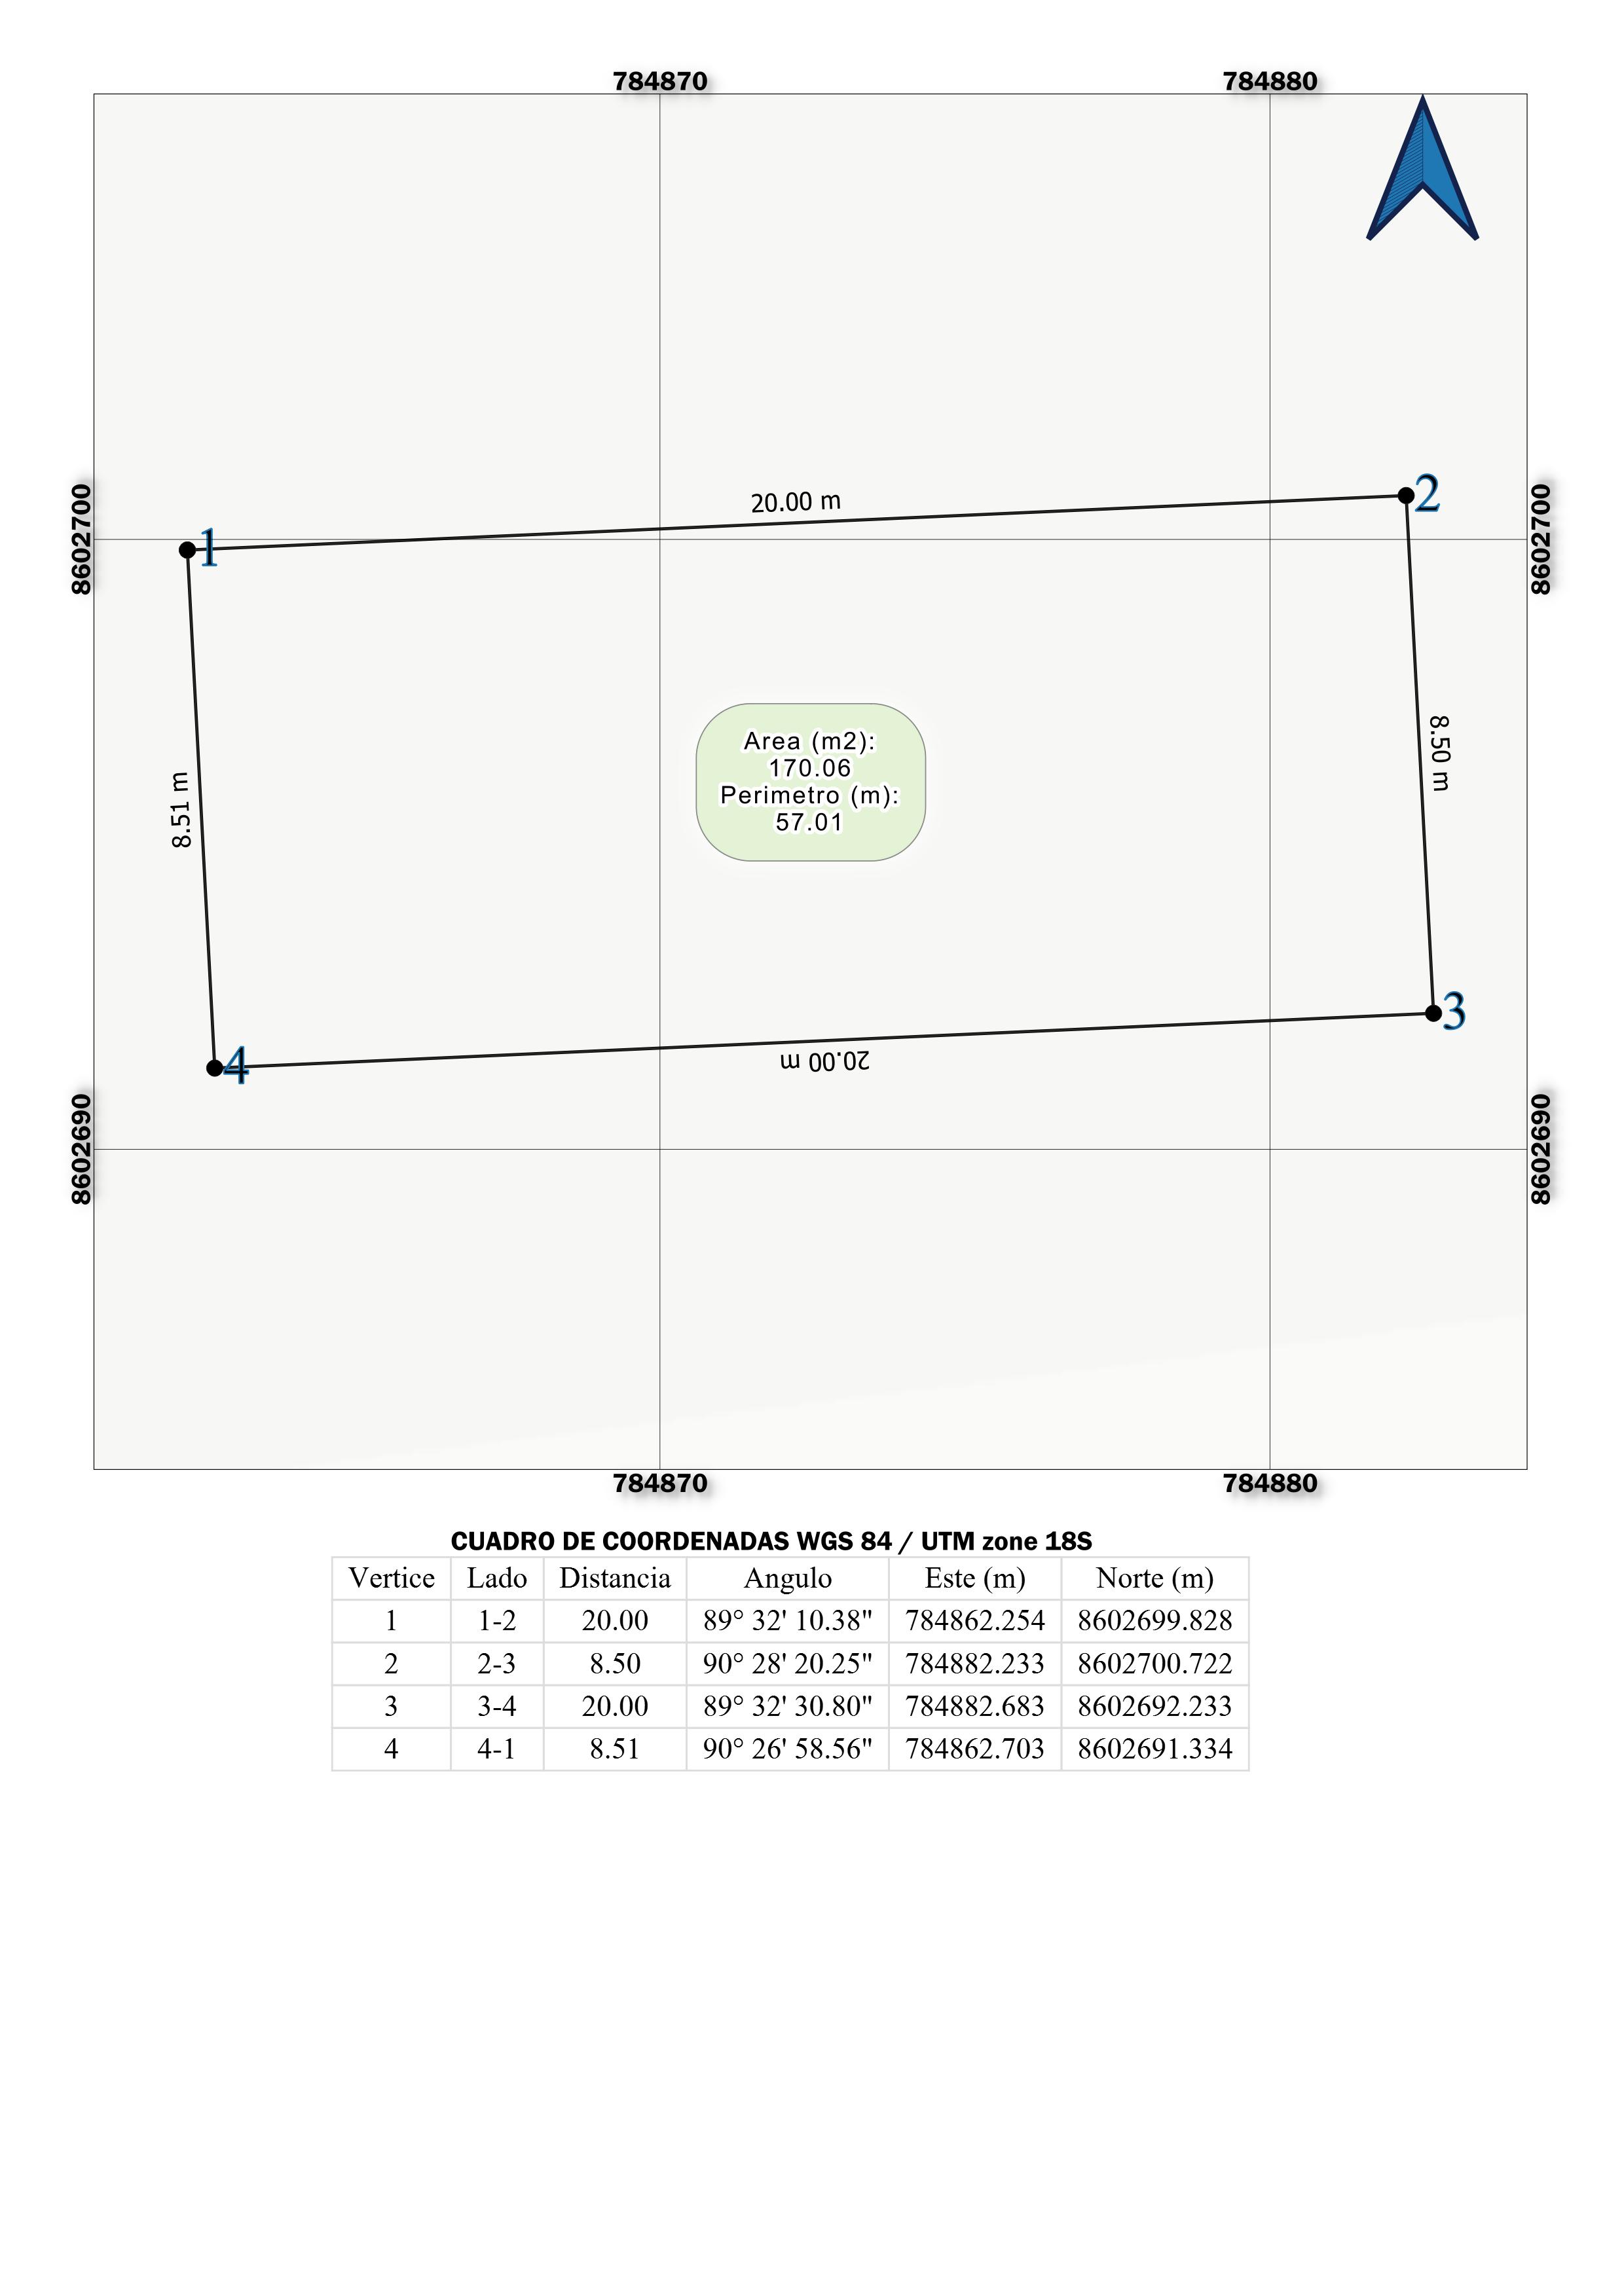 784870 784880
8602700 8602700
1
2
20.00 m
8.51 m
8.50 m
Area (m2):
170.06
Perimetro (m):
57.01
3
4
20.00 m
8602690 8602690
784870 784880
CUADRO DE COORDENADAS WGS 84 / UTM zone 18S
Vertice Lado Distancia Angulo Este (m) Norte (m)
1 1-2 20.00 89° 32' 10.38" 784862.254 8602699.828
2 2-3 8.50 90° 28' 20.25" 784882.233 8602700.722
3 3-4 20.00 89° 32' 30.80" 784882.683 8602692.233
4 4-1 8.51 90° 26' 58.56" 784862.703 8602691.334